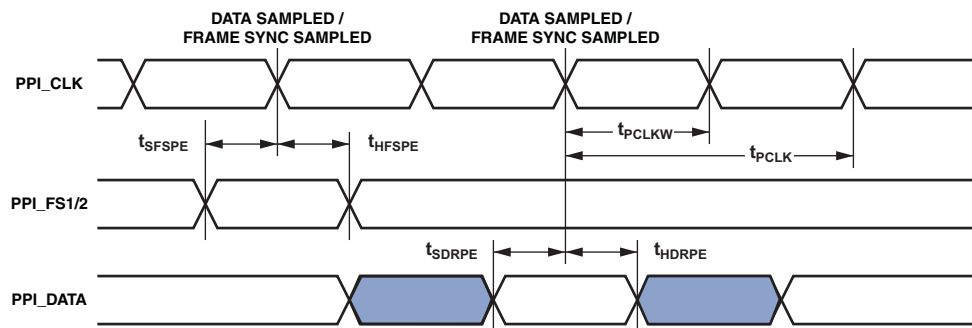 DATA SAMPLED /
FRAME SYNC SAMPLED
DATA SAMPLED /
FRAME SYNC SAMPLED
PPI_CLK
tSFSPE
tHFSPE
tPCLKW
tPCLK
PPI_FS1/2
tSDRPE
tHDRPE
PPI_DATA